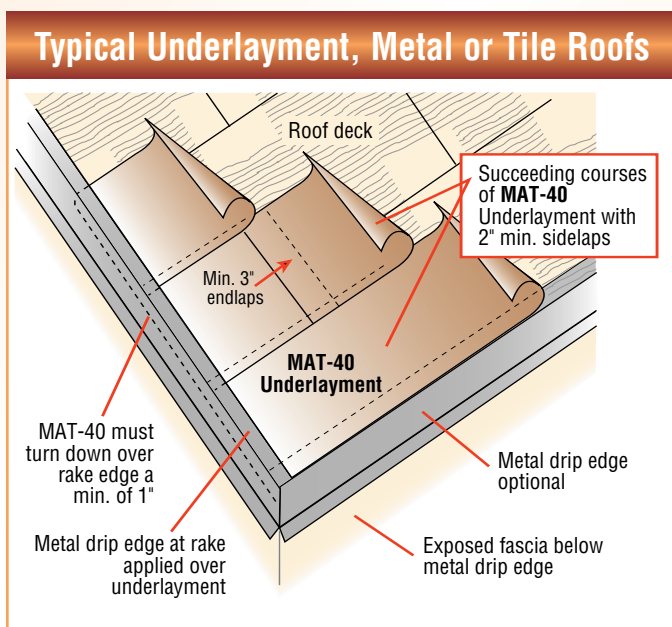 Typical Underlayment, Metal or Tile Roofs
Roof deck
Succeeding courses
of MAT-40
Underlayment with
2" min. sidelaps
Min. 3"
endlaps
MAT-40
Underlayment
MAT-40 must
turn down over
rake edge a
min. of 1"
Metal drip edge
optional
Metal drip edge at rake
applied over
underlayment
Exposed fascia below
metal drip edge